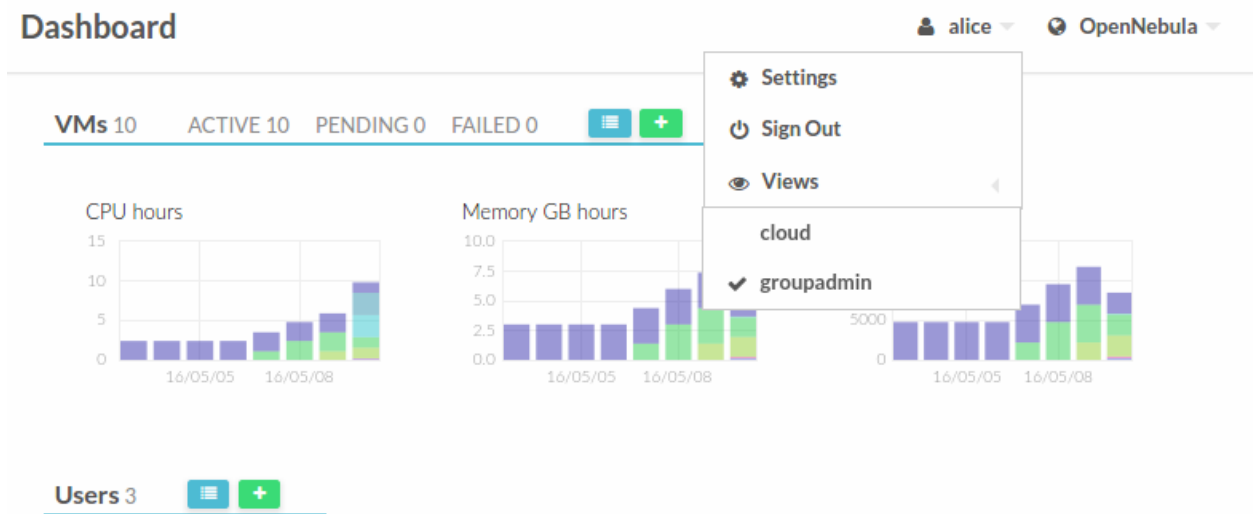 Dashboard
alice
OpenNebula
Settings
Sign Out
Views
cloud
groupadmin
VMs 10 ACTIVE 10 PENDING 0 FAILED 0
CPU hours
15
10
5
0
16/05/05 16/05/08
Memory GB hours
10.0
7.5
5.0
2.5
0.0
16/05/05 16/05/08
5000
0
16/05/05 16/05/08
Users 3